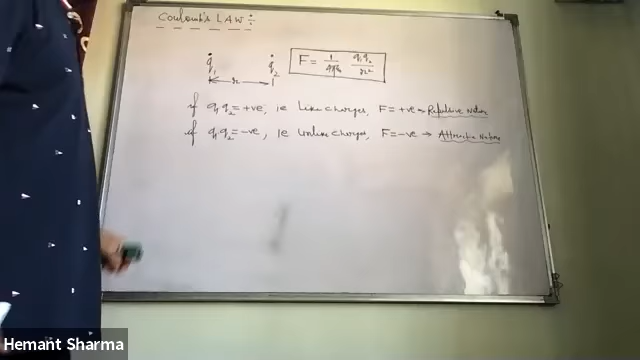 Coulomb's LAW :-
q1 q2 F = 1/4πε0 q1q2/r²
r
if q1q2 = +ve, ie Like charges, F = +ve → Repulsive Nature
if q1q2 = -ve, ie Unlike charges, F = -ve → Attractive Nature
Hemant Sharma